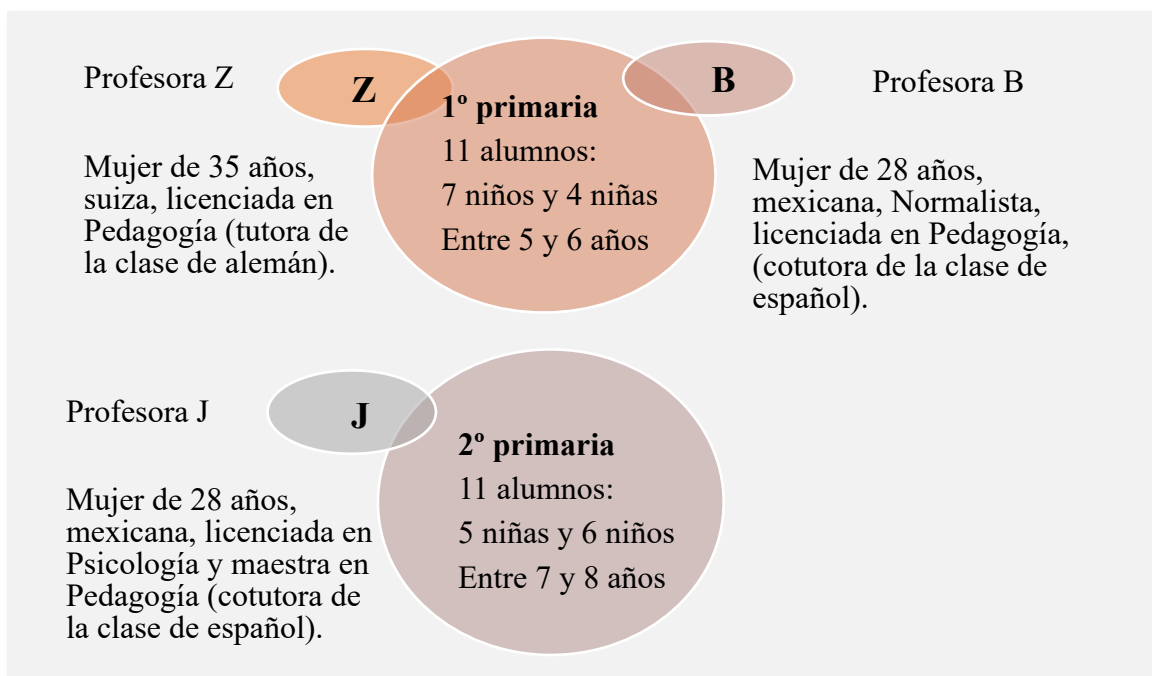 Profesora Z
Z
Mujer de 35 años,
suiza, licenciada en
Pedagogía (tutora de
la clase de alemán).
1º primaria
11 alumnos:
7 niños y 4 niñas
Entre 5 y 6 años
B
Profesora B
Mujer de 28 años,
mexicana, Normalista,
licenciada en Pedagogía,
(cotutora de la clase de
español).
Profesora J
J
Mujer de 28 años,
mexicana, licenciada en
Psicología y maestra en
Pedagogía (cotutora de
la clase de español).
2º primaria
11 alumnos:
5 niñas y 6 niños
Entre 7 y 8 años